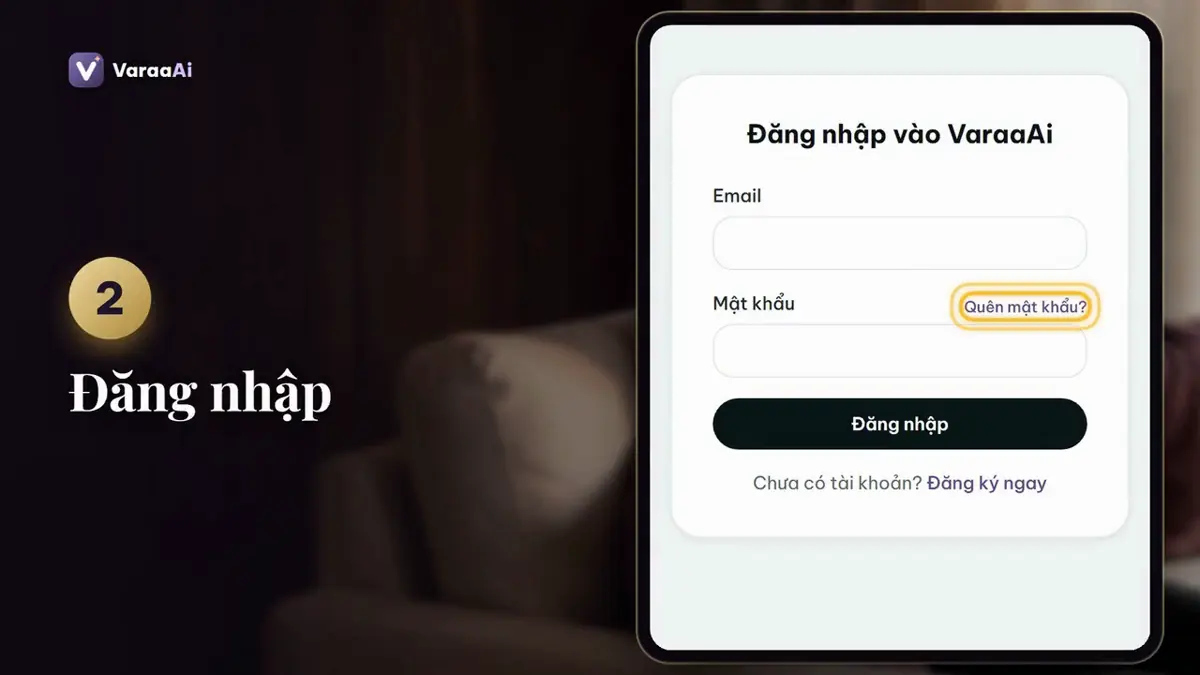 VaraaAi
2
Đăng nhập
Đăng nhập vào VaraaAi
Email
Mật khẩu
Quên mật khẩu?
Đăng nhập
Chưa có tài khoản? Đăng ký ngay